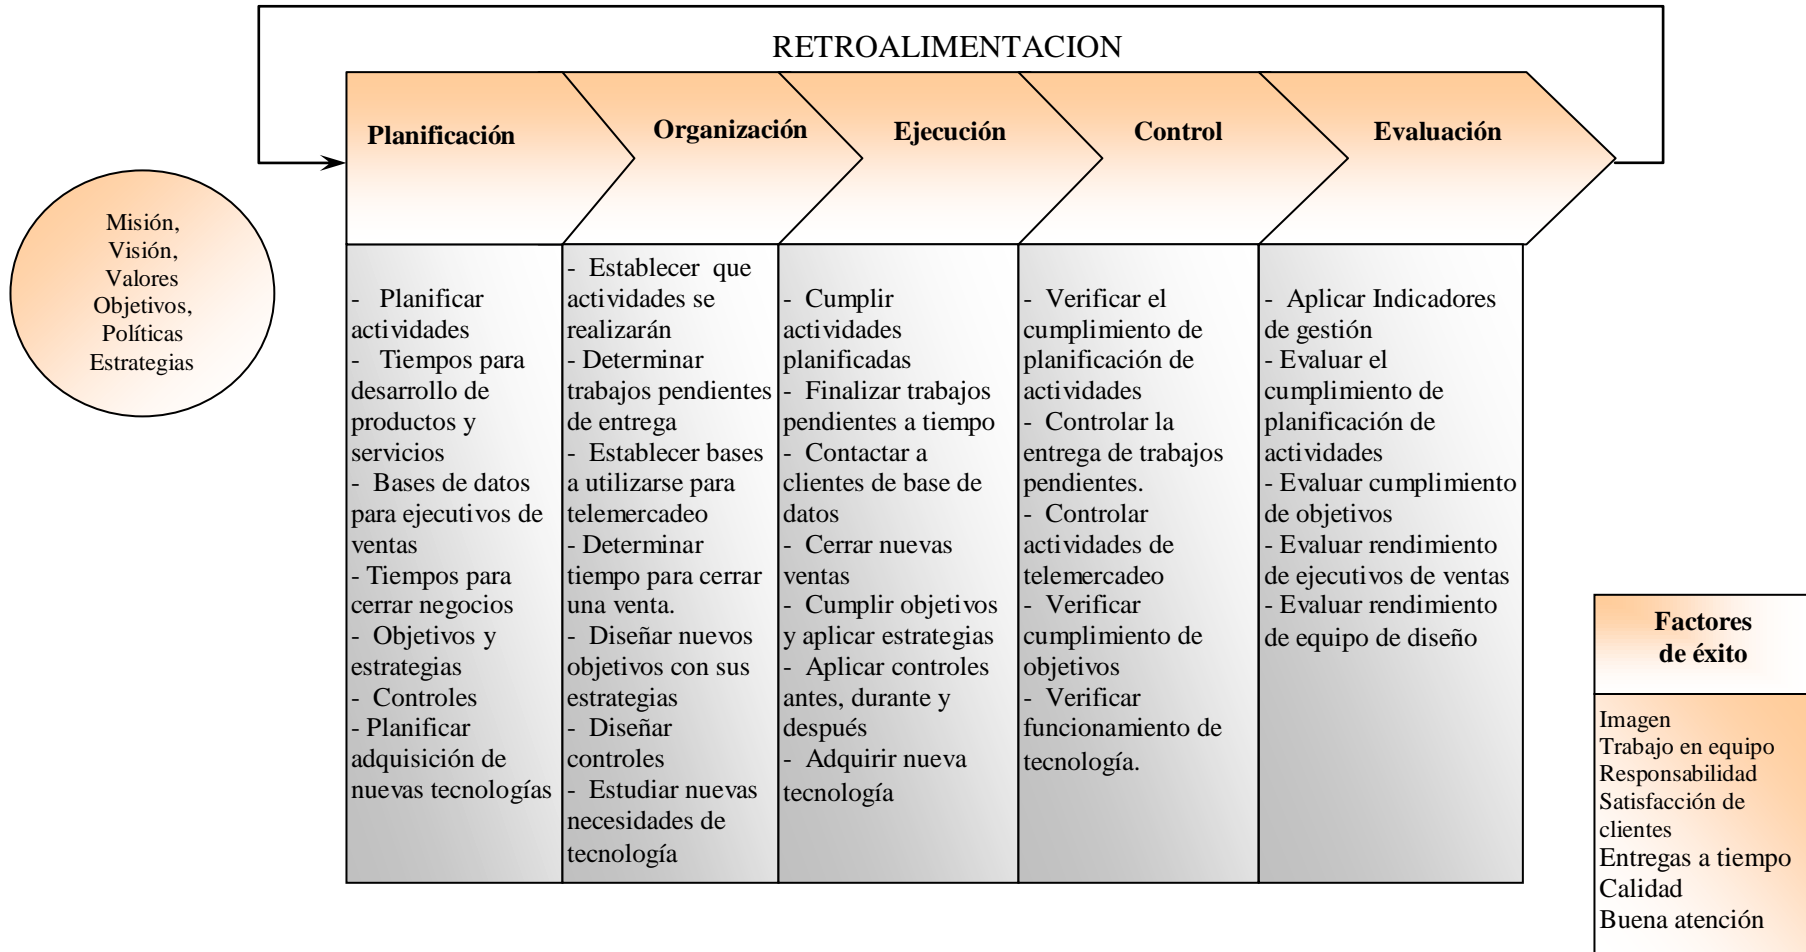 RETROALIMENTACION
Planificación
Organización
Ejecución
Control
Evaluación
Misión,
Visión,
Valores
Objetivos,
Políticas
Estrategias
- Planificar
actividades
- Tiempos para
desarrollo de
productos y
servicios
- Bases de datos
para ejecutivos de
ventas
- Tiempos para
cerrar negocios
- Objetivos y
estrategias
- Controles
- Planificar
adquisición de
nuevas tecnologías
- Establecer que
actividades se
realizarán
- Determinar
trabajos pendientes
de entrega
- Establecer bases
a utilizarse para
telemercadeo
- Determinar
tiempo para cerrar
una venta.
- Diseñar nuevos
objetivos con sus
estrategias
- Diseñar
controles
- Estudiar nuevas
necesidades de
tecnología
- Cumplir
actividades
planificadas
- Finalizar trabajos
pendientes a tiempo
- Contactar a
clientes de base de
datos
- Cerrar nuevas
ventas
- Cumplir objetivos
y aplicar estrategias
- Aplicar controles
antes, durante y
después
- Adquirir nueva
tecnología
- Verificar el
cumplimiento de
planificación de
actividades
- Controlar la
entrega de trabajos
pendientes.
- Controlar
actividades de
telemercadeo
- Verificar
cumplimiento de
objetivos
- Verificar
funcionamiento de
tecnología.
- Aplicar Indicadores
de gestión
- Evaluar el
cumplimiento de
planificación de
actividades
- Evaluar cumplimiento
de objetivos
- Evaluar rendimiento
de ejecutivos de ventas
- Evaluar rendimiento
de equipo de diseño
Factores
de éxito
Imagen
Trabajo en equipo
Responsabilidad
Satisfacción de
clientes
Entregas a tiempo
Calidad
Buena atención